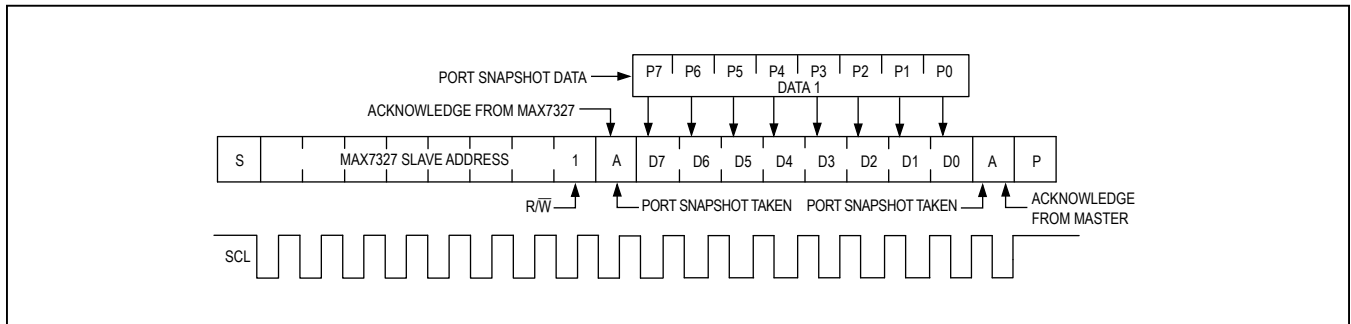 P7 P6 P5 P4 P3 P2 P1 P0
PORT SNAPSHOT DATA
DATA 1
ACKNOWLEDGE FROM MAX7327
S MAX7327 SLAVE ADDRESS 1 A D7 D6 D5 D4 D3 D2 D1 D0 A P
R/W̅ PORT SNAPSHOT TAKEN PORT SNAPSHOT TAKEN ACKNOWLEDGE
FROM MASTER
SCL